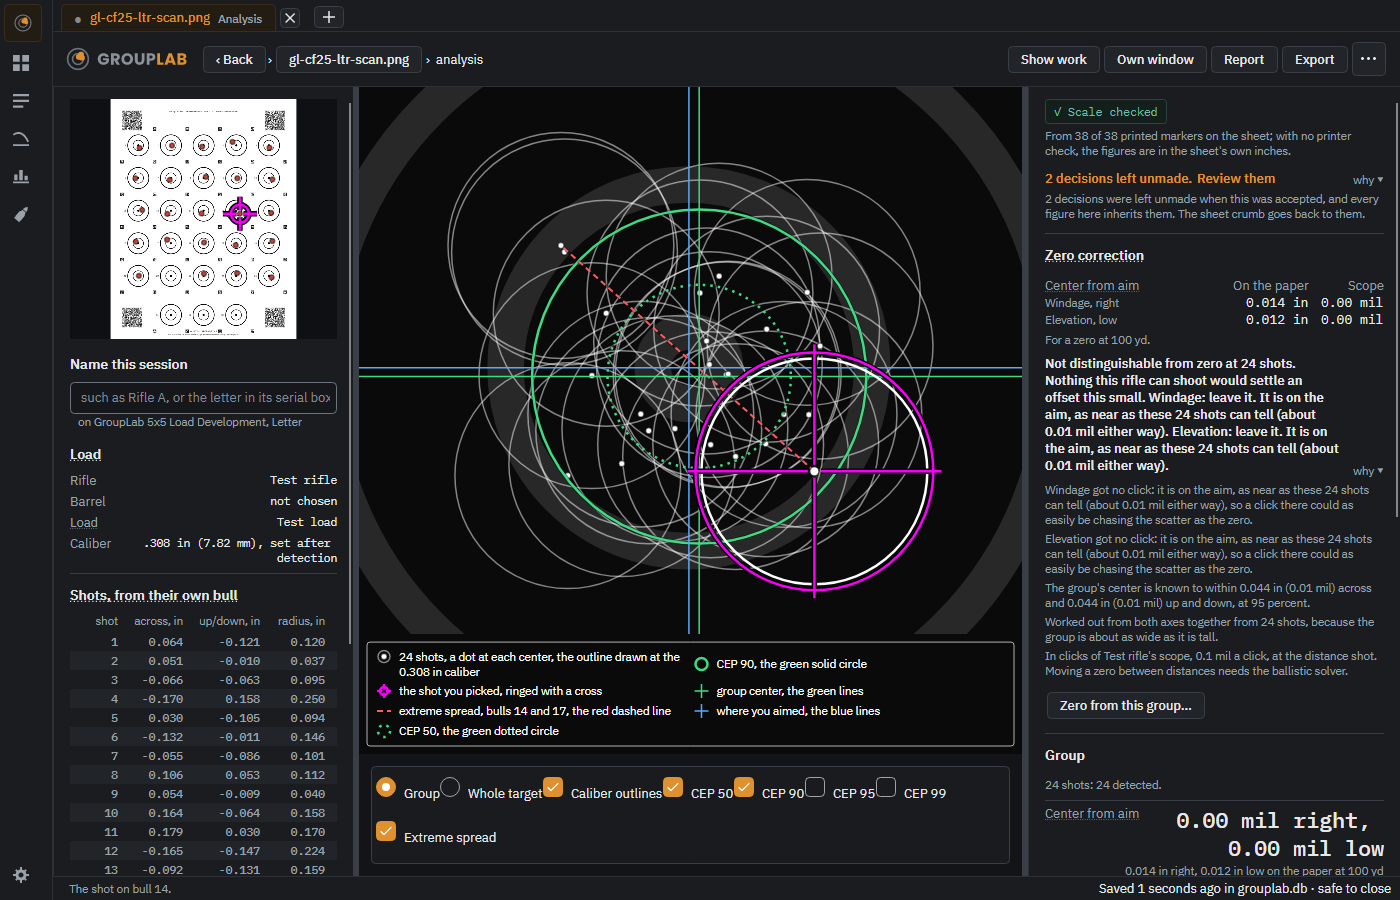 gl-cf25-ltr-scan.png Analysis
GROUPLAB
‹ Back › gl-cf25-ltr-scan.png › analysis
Show work
Own window
Report
Export
Name this session
such as Rifle A, or the letter in its serial box
on GroupLab 5x5 Load Development, Letter
Load
Rifle Test rifle
Barrel not chosen
Load Test load
Caliber .308 in (7.82 mm), set after
detection
Shots, from their own bull
shot across, in up/down, in radius, in
1 0.064 -0.121 0.120
2 0.051 -0.010 0.037
3 -0.066 -0.063 0.095
4 -0.170 0.158 0.250
5 0.030 -0.105 0.094
6 -0.132 -0.011 0.146
7 -0.055 -0.086 0.101
8 0.106 0.053 0.112
9 0.054 -0.009 0.040
10 0.164 -0.064 0.158
11 0.179 0.030 0.170
12 -0.165 -0.147 0.224
13 -0.092 -0.131 0.159
24 shots, a dot at each center, the outline drawn at the
0.308 in caliber
the shot you picked, ringed with a cross
extreme spread, bulls 14 and 17, the red dashed line
CEP 50, the green dotted circle
CEP 90, the green solid circle
group center, the green lines
where you aimed, the blue lines
Group Whole target Caliber outlines CEP 50 CEP 90 CEP 95 CEP 99
Extreme spread
√ Scale checked
From 38 of 38 printed markers on the sheet; with no printer
check, the figures are in the sheet's own inches.
2 decisions left unmade. Review them why ▾
2 decisions were left unmade when this was accepted, and every
figure here inherits them. The sheet crumb goes back to them.
Zero correction
Center from aim On the paper Scope
Windage, right 0.014 in 0.00 mil
Elevation, low 0.012 in 0.00 mil
For a zero at 100 yd.
Not distinguishable from zero at 24 shots.
Nothing this rifle can shoot would settle an
offset this small. Windage: leave it. It is on the
aim, as near as these 24 shots can tell (about
0.01 mil either way). Elevation: leave it. It is on
the aim, as near as these 24 shots can tell (about
0.01 mil either way). why ▾
Windage got no click: it is on the aim, as near as these 24 shots
can tell (about 0.01 mil either way), so a click there could as
easily be chasing the scatter as the zero.
Elevation got no click: it is on the aim, as near as these 24 shots
can tell (about 0.01 mil either way), so a click there could as
easily be chasing the scatter as the zero.
The group's center is known to within 0.044 in (0.01 mil) across
and 0.044 in (0.01 mil) up and down, at 95 percent.
Worked out from both axes together from 24 shots, because the
group is about as wide as it is tall.
In clicks of Test rifle's scope, 0.1 mil a click, at the distance shot.
Moving a zero between distances needs the ballistic solver.
Zero from this group...
Group
24 shots: 24 detected.
Center from aim 0.00 mil right,
0.00 mil low
0.014 in right, 0.012 in low on the paper at 100 yd
The shot on bull 14.
Saved 1 seconds ago in grouplab.db · safe to close